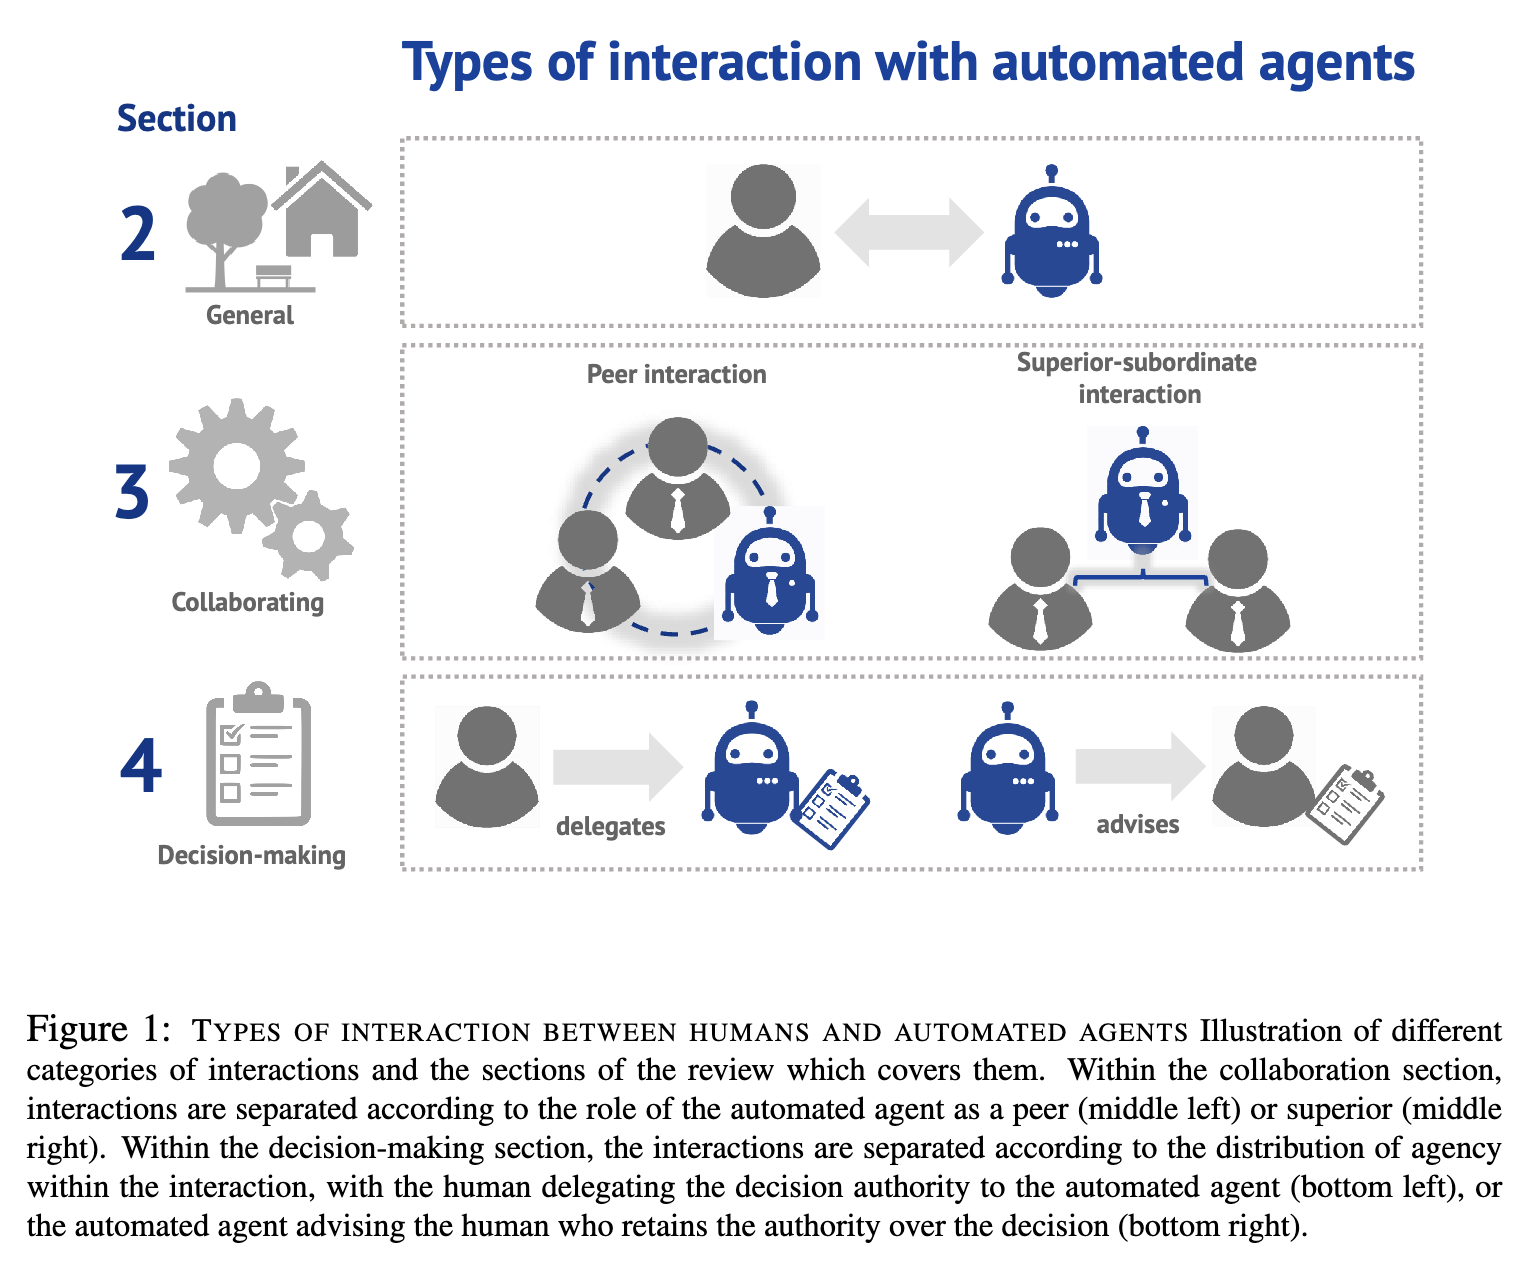 Types of interaction with automated agents
Section
2
General
Peer interaction
Superior-subordinate
interaction
3
Collaborating
4
delegates
advises
Decision-making
Figure 1: TYPES OF INTERACTION BETWEEN HUMANS AND AUTOMATED AGENTS Illustration of different
categories of interactions and the sections of the review which covers them. Within the collaboration section,
interactions are separated according to the role of the automated agent as a peer (middle left) or superior (middle
right). Within the decision-making section, the interactions are separated according to the distribution of agency
within the interaction, with the human delegating the decision authority to the automated agent (bottom left), or
the automated agent advising the human who retains the authority over the decision (bottom right).